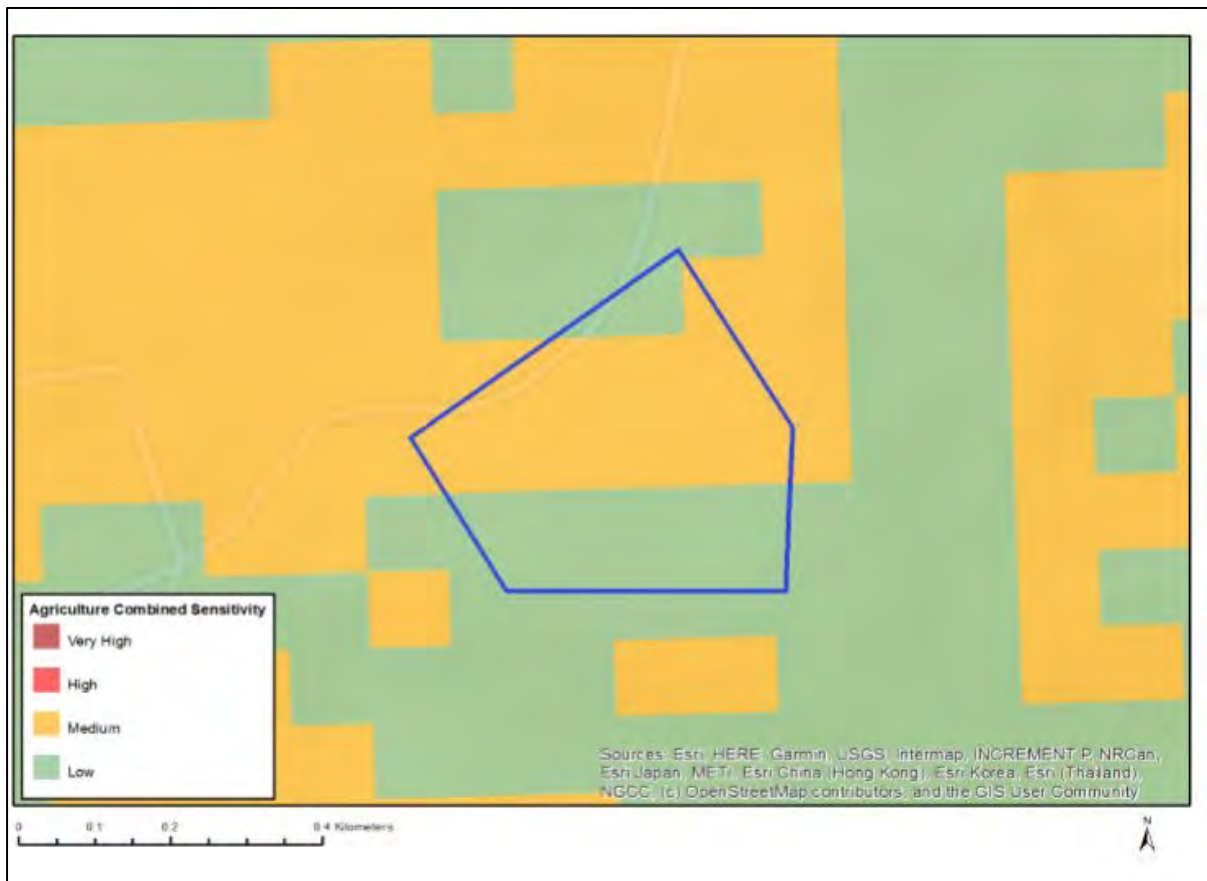 Agriculture Combined Sensitivity
Very High
High
Medium
Low
Sources: Esri, HERE, Garmin, USGS, Intermap, INCREMENT P, NRCan,
Esri Japan, METI, Esri China (Hong Kong), Esri Korea, Esri (Thailand),
NGCC, (c) OpenStreetMap contributors, and the GIS User Community
0 0.1 0.2 0.4 Kilometers
N